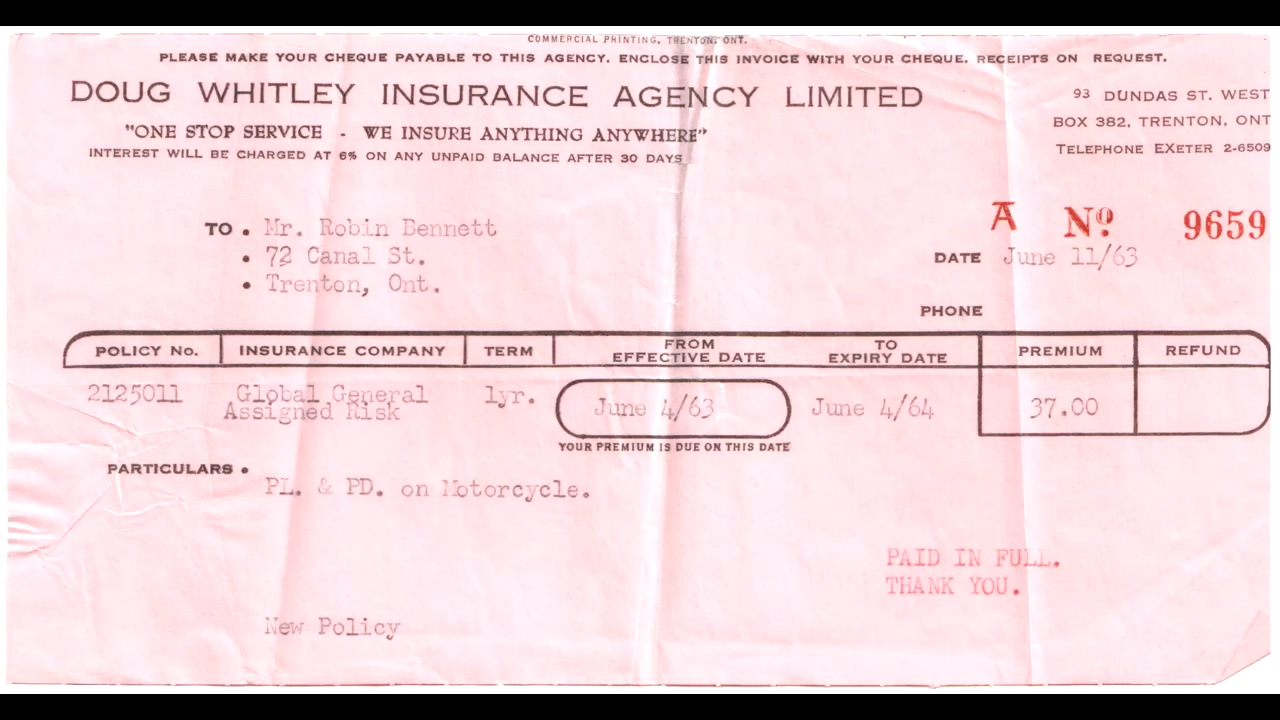 COMMERCIAL PRINTING, TRENTON, ONT.
PLEASE MAKE YOUR CHEQUE PAYABLE TO THIS AGENCY. ENCLOSE THIS INVOICE WITH YOUR CHEQUE. RECEIPTS ON REQUEST.
DOUG WHITLEY INSURANCE AGENCY LIMITED
93 DUNDAS ST. WEST
"ONE STOP SERVICE - WE INSURE ANYTHING ANYWHERE"
BOX 382, TRENTON, ONT
INTEREST WILL BE CHARGED AT 6% ON ANY UNPAID BALANCE AFTER 30 DAYS
TELEPHONE EXETER 2-6509
A Nº 9659
TO . Mr. Robin Bennett
. 72 Canal St.
. Trenton, Ont.
DATE June 11/63
PHONE
POLICY No. INSURANCE COMPANY TERM FROM EFFECTIVE DATE TO EXPIRY DATE PREMIUM REFUND
2125011 Global General 1yr. June 4/63 June 4/64 37.00
Assigned Risk
YOUR PREMIUM IS DUE ON THIS DATE
PARTICULARS .
PL. & PD. on Motorcycle.
PAID IN FULL.
THANK YOU.
New Policy